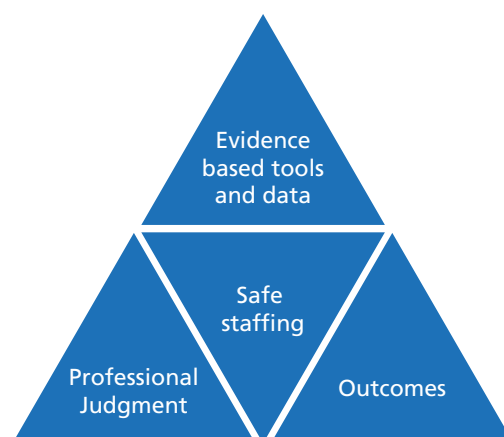 Evidence
based tools
and data
Safe
staffing
Professional
Judgment
Outcomes